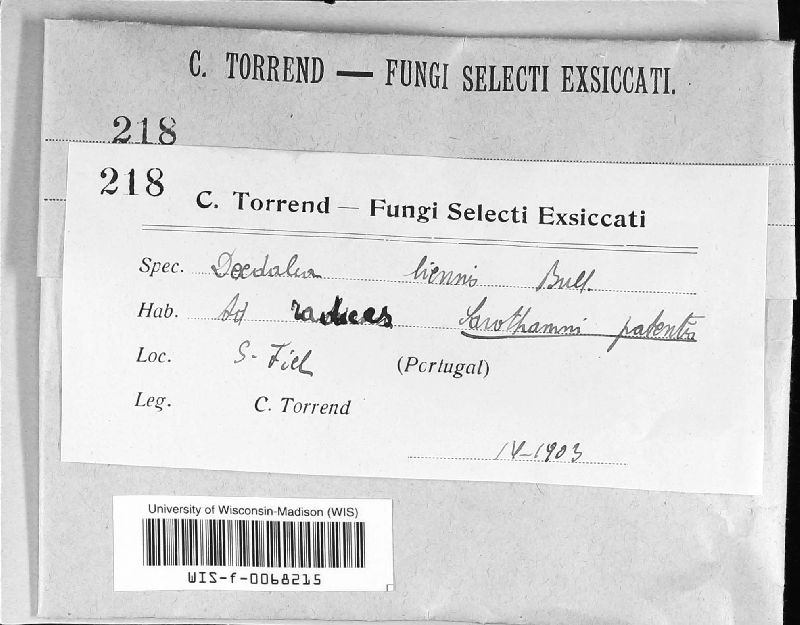 C. TORREND — FUNGI SELECTI EXSICCATI.
218
218
C. Torrend — Fungi Selecti Exsiccati
Spec. Daedalea biennis Bull.
Hab. Ad radices Sarothamni patentis
Loc. S. Fiel (Portugal)
Leg. C. Torrend
IV-1903
University of Wisconsin-Madison (WIS)
WIS-f-0068215